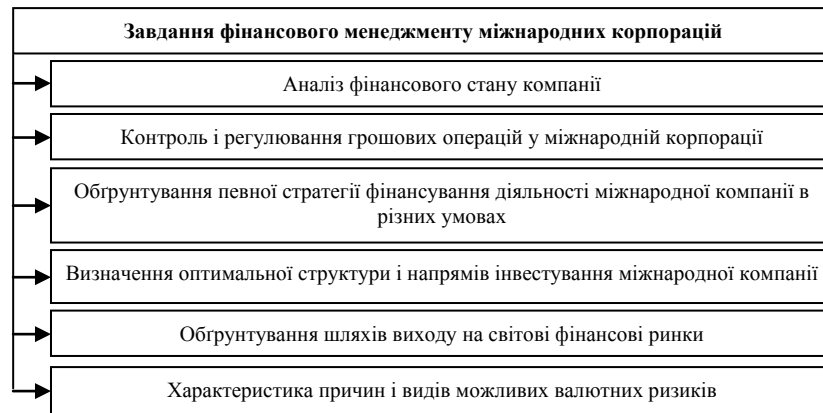 Завдання фінансового менеджменту міжнародних корпорацій
Аналіз фінансового стану компанії
Контроль і регулювання грошових операцій у міжнародній корпорації
Обґрунтування певної стратегії фінансування діяльності міжнародної компанії в
різних умовах
Визначення оптимальної структури і напрямів інвестування міжнародної компанії
Обґрунтування шляхів виходу на світові фінансові ринки
Характеристика причин і видів можливих валютних ризиків